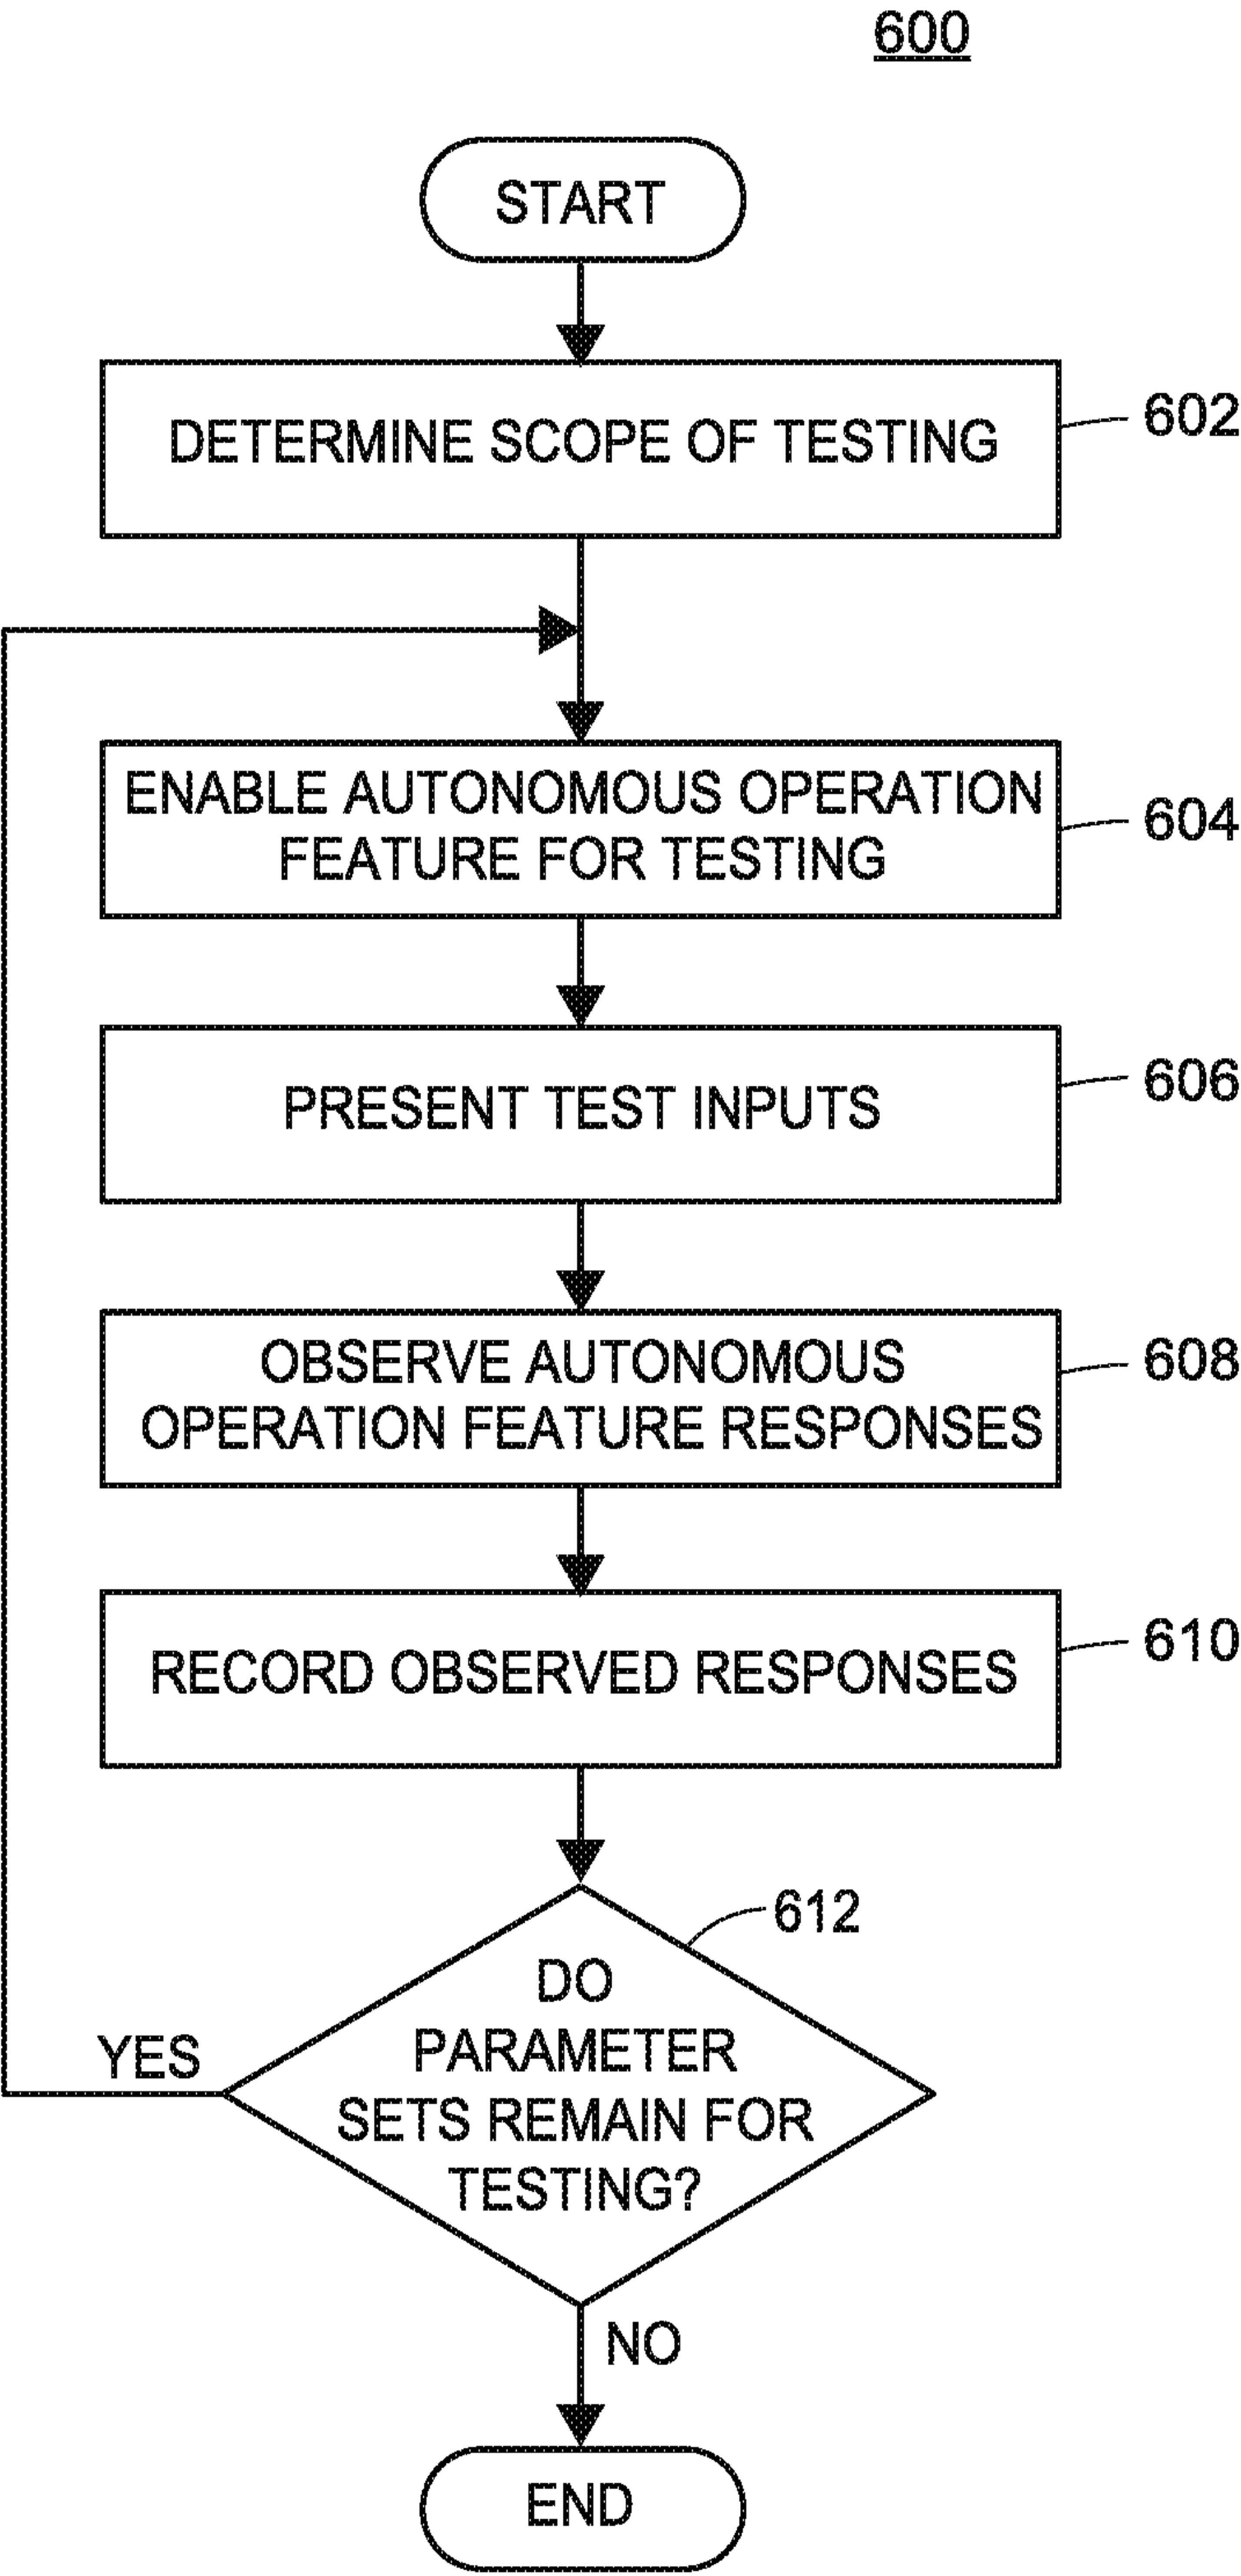 600
START
DETERMINE SCOPE OF TESTING
602
ENABLE AUTONOMOUS OPERATION
FEATURE FOR TESTING
604
PRESENT TEST INPUTS
606
OBSERVE AUTONOMOUS
OPERATION FEATURE RESPONSES
608
RECORD OBSERVED RESPONSES
610
612
DO
PARAMETER
SETS REMAIN FOR
TESTING?
YES
NO
END